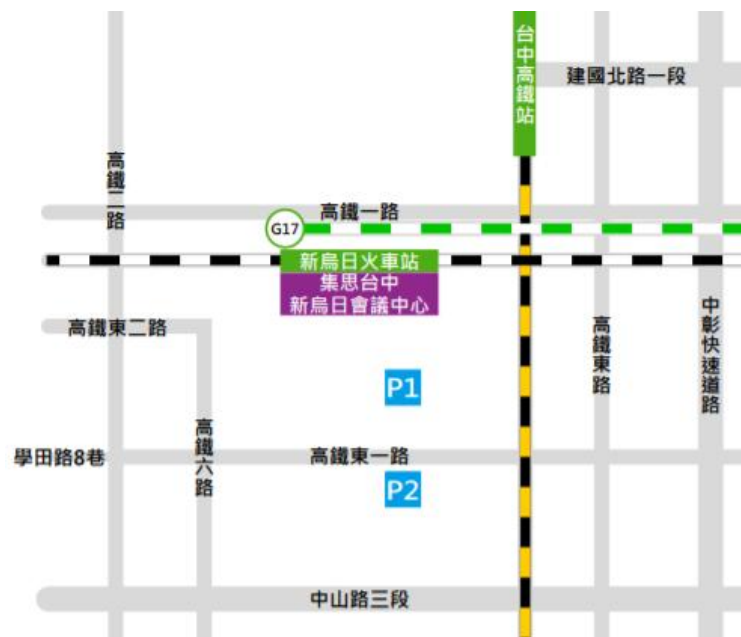 台中高鐵站
建國北路一段
高鐵二路
高鐵一路
G17
新烏日火車站
集思台中
新烏日會議中心
高鐵東二路
高鐵東路
中彰快速道路
P1
高鐵六路
學田路8巷
高鐵東一路
P2
中山路三段